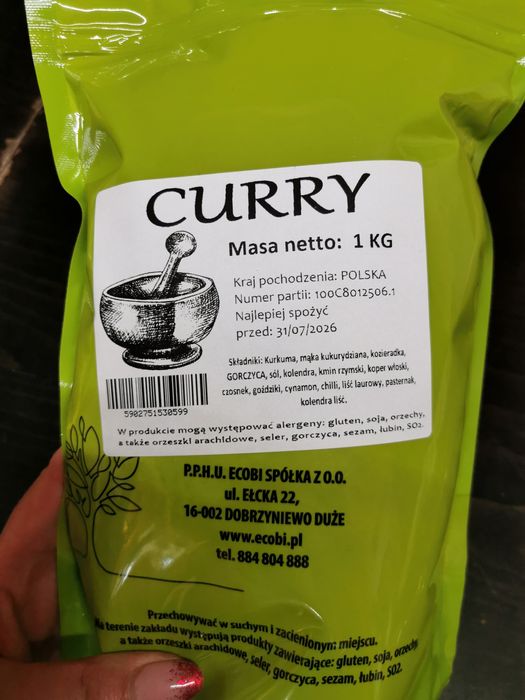 CURRY
Masa netto: 1 KG
Kraj pochodzenia: POLSKA
Numer partii: 100C8012506.1
Najlepiej spożyć
przed: 31/07/2026
Składniki: Kurkuma, mąka kukurydziana, kozieradka,
GORCZYCA, sól, kolendra, kmin rzymski, koper włoski,
czosnek, goździki, cynamon, chilli, liść laurowy, pasternak,
kolendra liść.
5902751530599
W produkcie mogą występować alergeny: gluten, soja, orzechy,
a także orzeszki arachidowe, seler, gorczyca, sezam, łubin, SO2.
P.P.H.U. ECOBI SPÓŁKA Z O.O.
ul. EŁCKA 22,
16-002 DOBRZYNIEWO DUŻE
www.ecobi.pl
tel. 884 804 888
Przechowywać w suchym i zacienionym miejscu.
Na terenie zakładu występują produkty zawierające: gluten, soja, orzechy,
a także orzeszki arachidowe, seler, gorczyca, sezam, łubin, SO2.